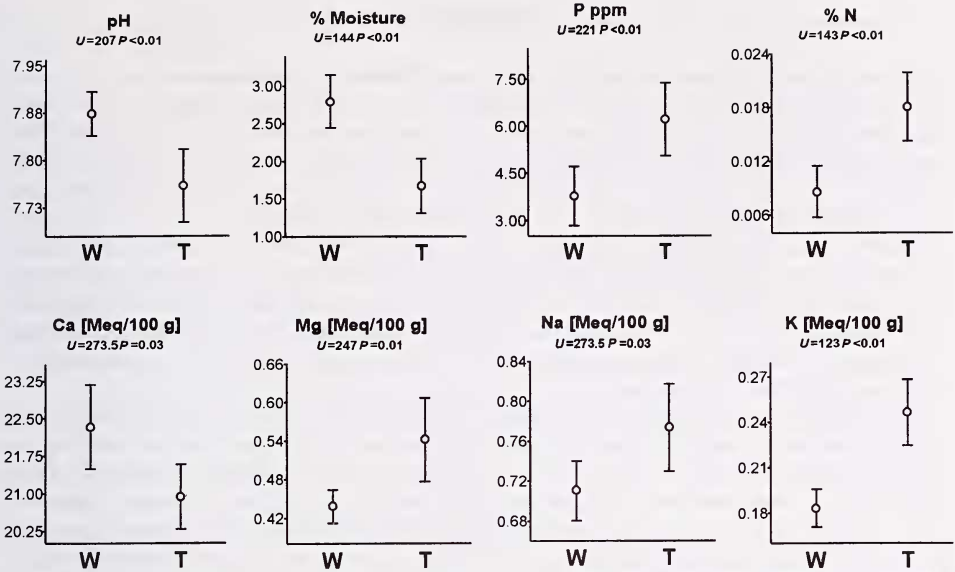 pH
U=207 P<0.01
7.95
7.88
7.80
7.73
W T
% Moisture
U=144 P<0.01
3.00
2.50
2.00
1.50
1.00
W T
P ppm
U=221 P<0.01
7.50
6.00
4.50
3.00
W T
% N
U=143 P<0.01
0.024
0.018
0.012
0.006
W T
Ca [Meq/100 g]
U=273.5 P=0.03
23.25
22.50
21.75
21.00
20.25
W T
Mg [Meq/100 g]
U=247 P=0.01
0.66
0.60
0.54
0.48
0.42
W T
Na [Meq/100 g]
U=273.5 P=0.03
0.84
0.80
0.76
0.72
0.68
W T
K [Meq/100 g]
U=123 P<0.01
0.27
0.24
0.21
0.18
W T